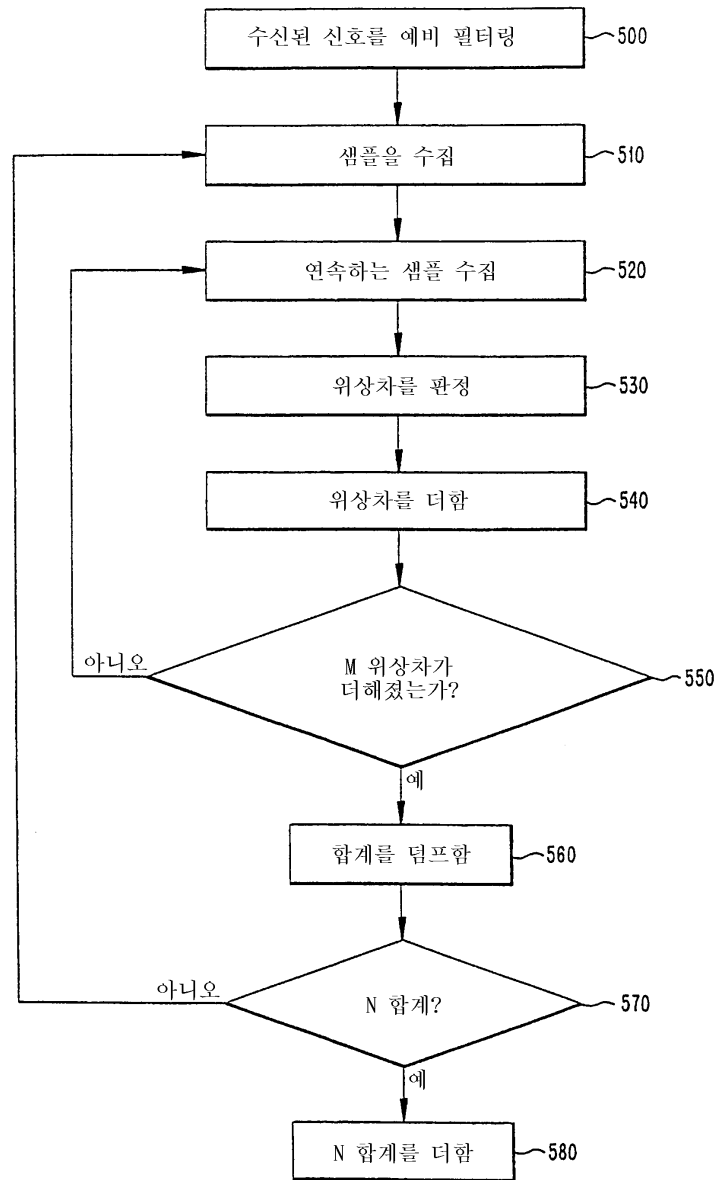 수신된 신호를 예비 필터링 500
샘플을 수집 510
연속하는 샘플 수집 520
위상차를 판정 530
위상차를 더함 540
아니오
M 위상차가
더해졌는가?
550
예
합계를 덤프함 560
아니오
N 합계? 570
예
N 합계를 더함 580